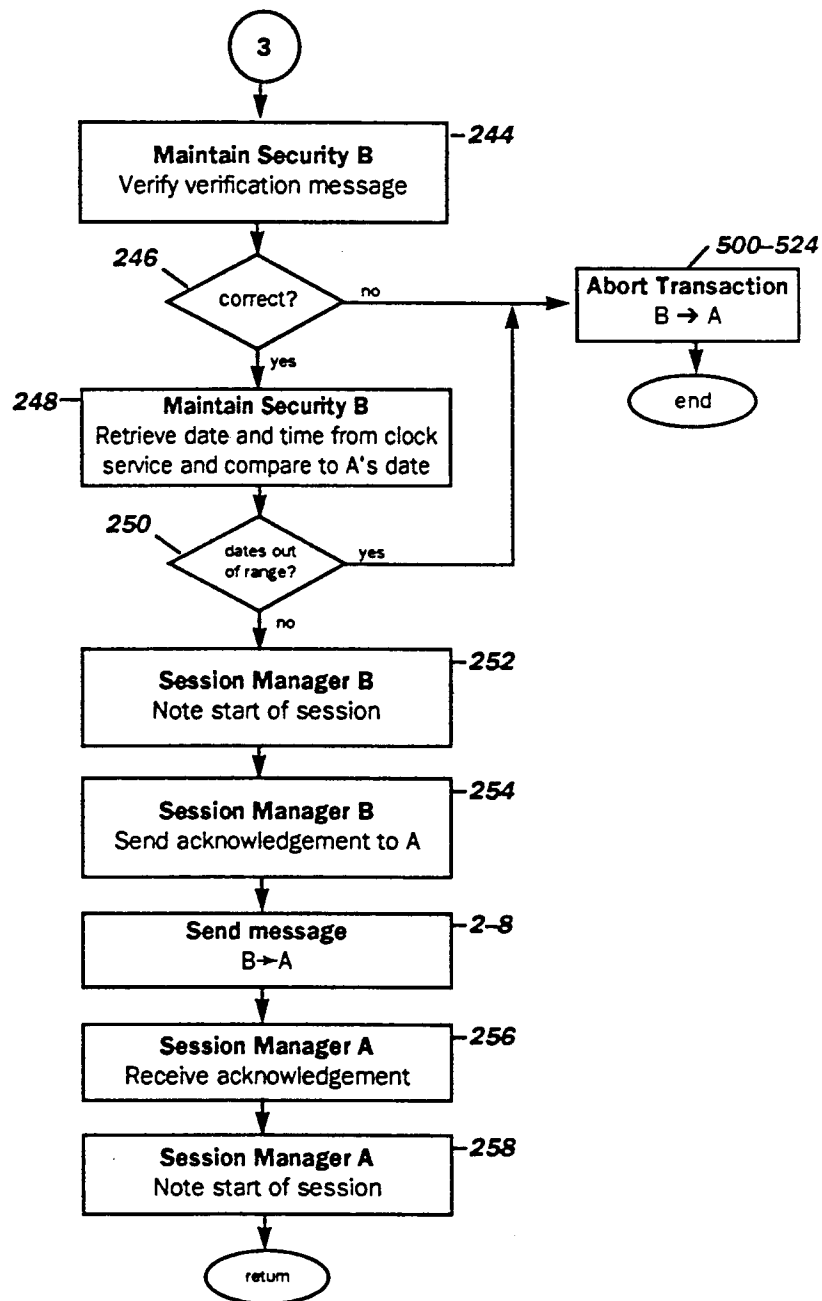 3
244
Maintain Security B
Verify verification message
246
correct?
no
yes
500–524
Abort Transaction
B → A
end
248
Maintain Security B
Retrieve date and time from clock
service and compare to A's date
250
dates out
of range?
yes
no
252
Session Manager B
Note start of session
254
Session Manager B
Send acknowledgement to A
2–8
Send message
B→A
256
Session Manager A
Receive acknowledgement
258
Session Manager A
Note start of session
return